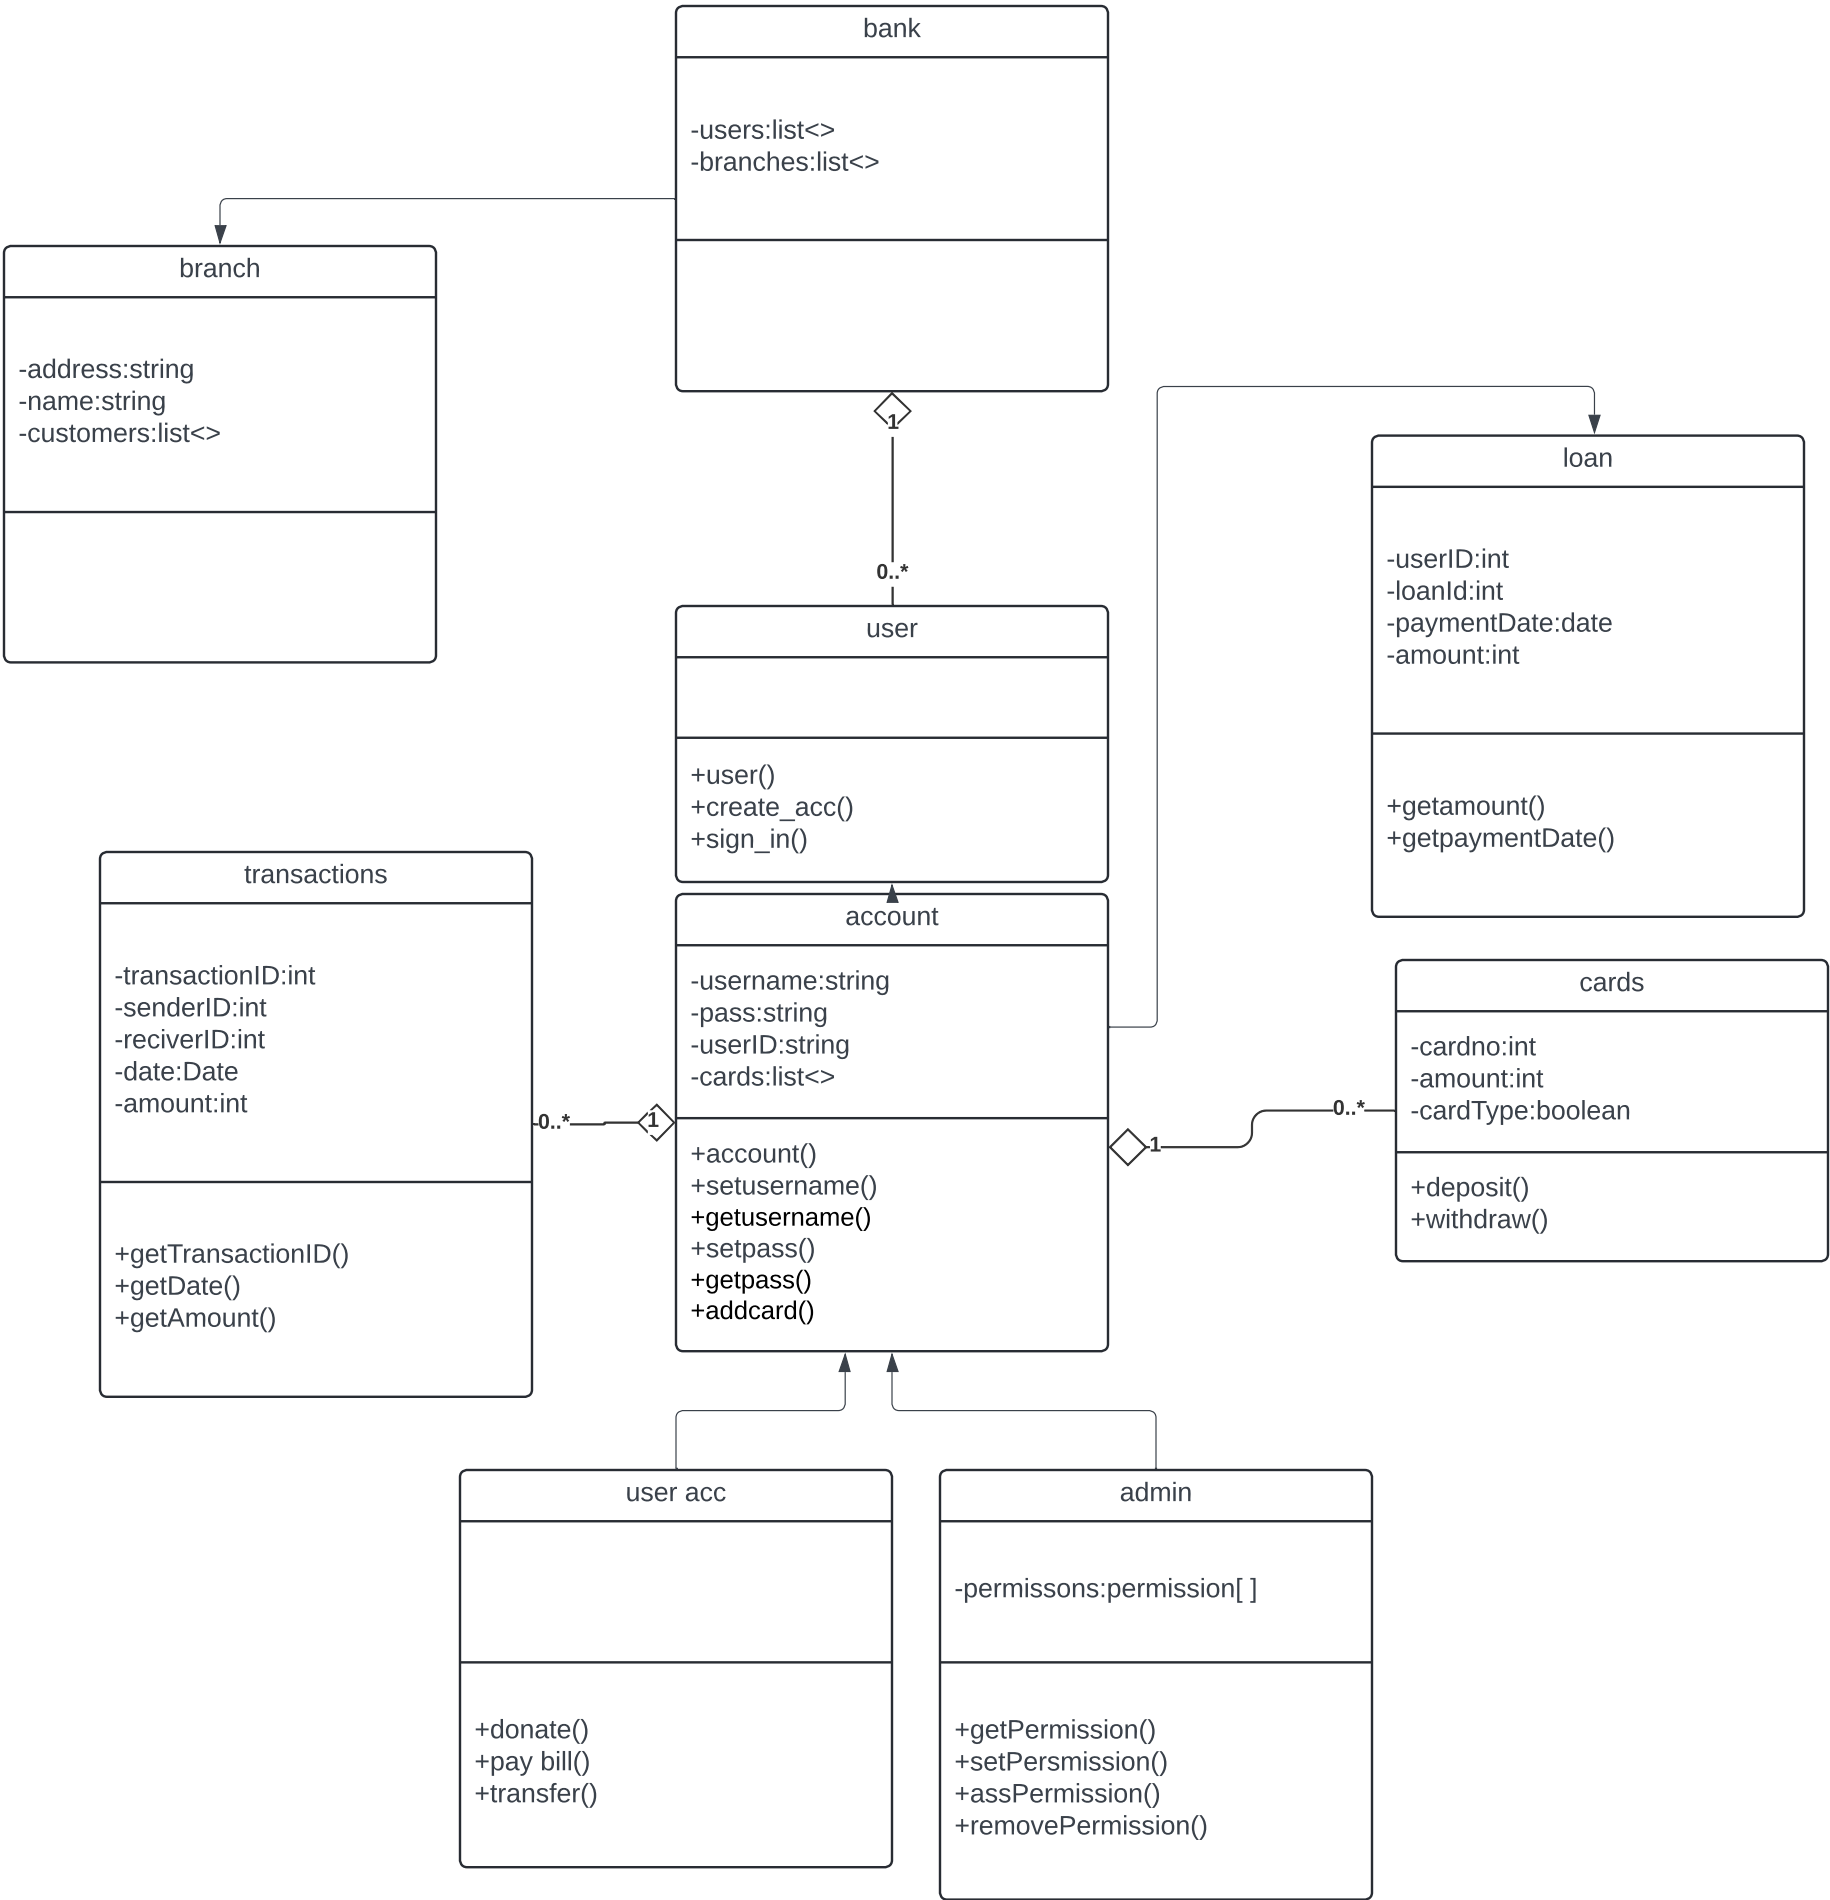 bank
-users:list<>
-branches:list<>
branch
-address:string
-name:string
-customers:list<>
1
0..*
loan
-userID:int
-loanId:int
-paymentDate:date
-amount:int
+getamount()
+getpaymentDate()
user
+user()
+create_acc()
+sign_in()
transactions
-transactionID:int
-senderID:int
-reciverID:int
-date:Date
-amount:int
+getTransactionID()
+getDate()
+getAmount()
0..*
1
account
-username:string
-pass:string
-userID:string
-cards:list<>
+account()
+setusername()
+getusername()
+setpass()
+getpass()
+addcard()
1
0..*
cards
-cardno:int
-amount:int
-cardType:boolean
+deposit()
+withdraw()
user acc
+donate()
+pay bill()
+transfer()
admin
-permissons:permission[ ]
+getPermission()
+setPersmission()
+assPermission()
+removePermission()